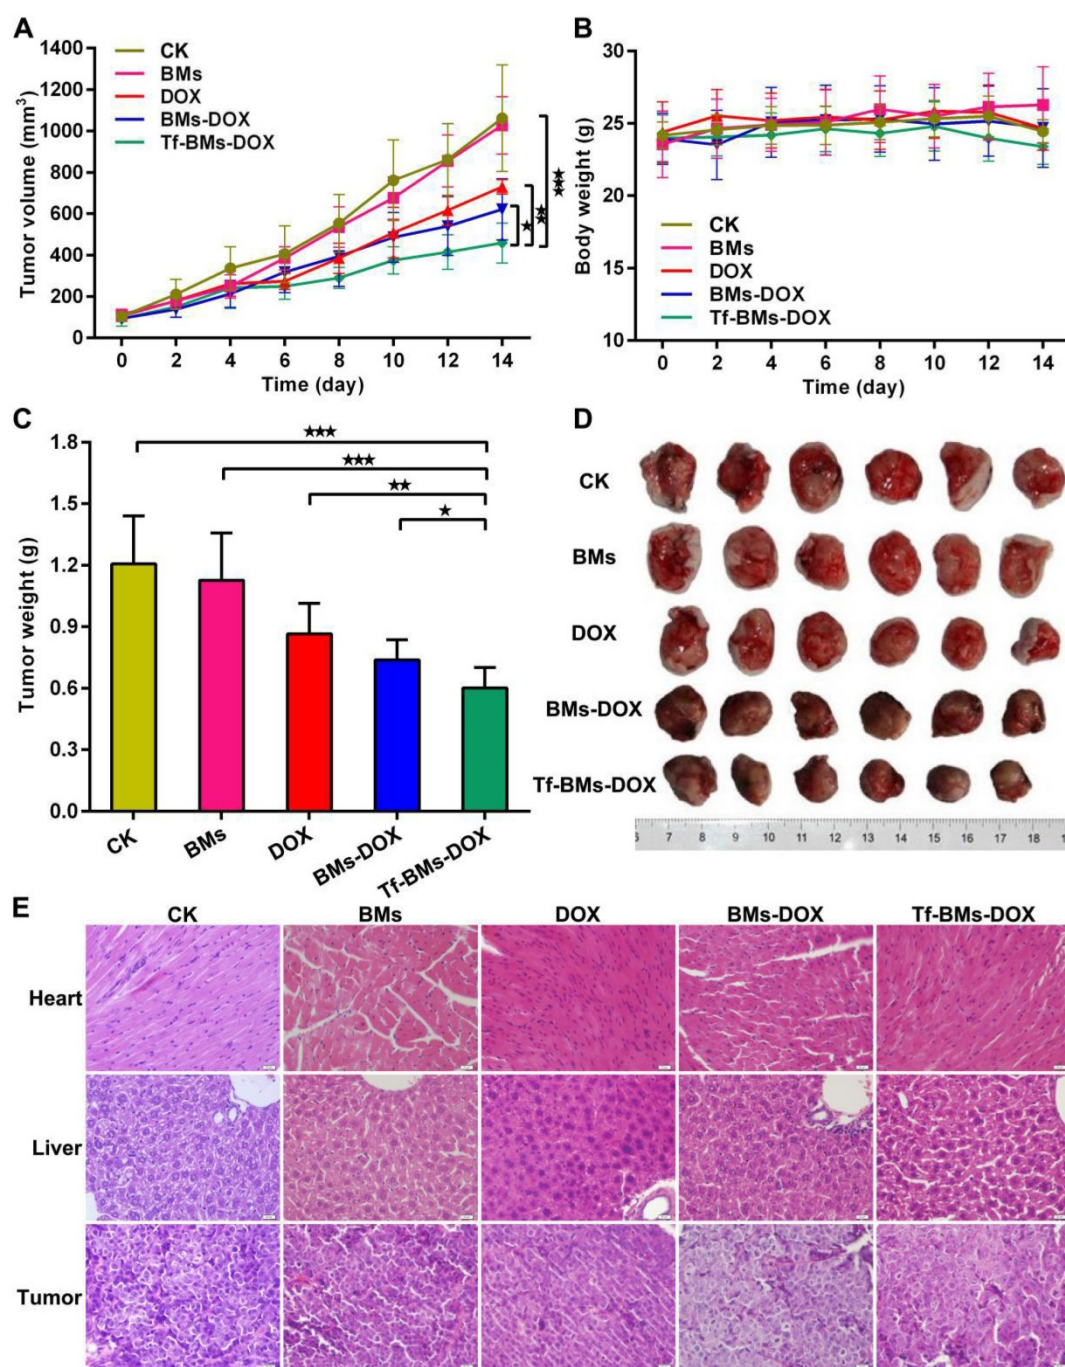 A
1400
1200
1000
800
600
400
200
0
Tumor volume (mm³)
CK
BMs
DOX
BMs-DOX
Tf-BMs-DOX
★
★★
★★★
0 2 4 6 8 10 12 14
Time (day)
B
30
25
20
15
10
Body weight (g)
CK
BMs
DOX
BMs-DOX
Tf-BMs-DOX
0 2 4 6 8 10 12 14
Time (day)
C
1.8
1.5
1.2
0.9
0.6
0.3
0.0
Tumor weight (g)
★★★
★★★
★★
★
CK BMs DOX BMs-DOX Tf-BMs-DOX
D
CK
BMs
DOX
BMs-DOX
Tf-BMs-DOX
6 7 8 9 10 11 12 13 14 15 16 17 18
E
CK BMs DOX BMs-DOX Tf-BMs-DOX
Heart
Liver
Tumor